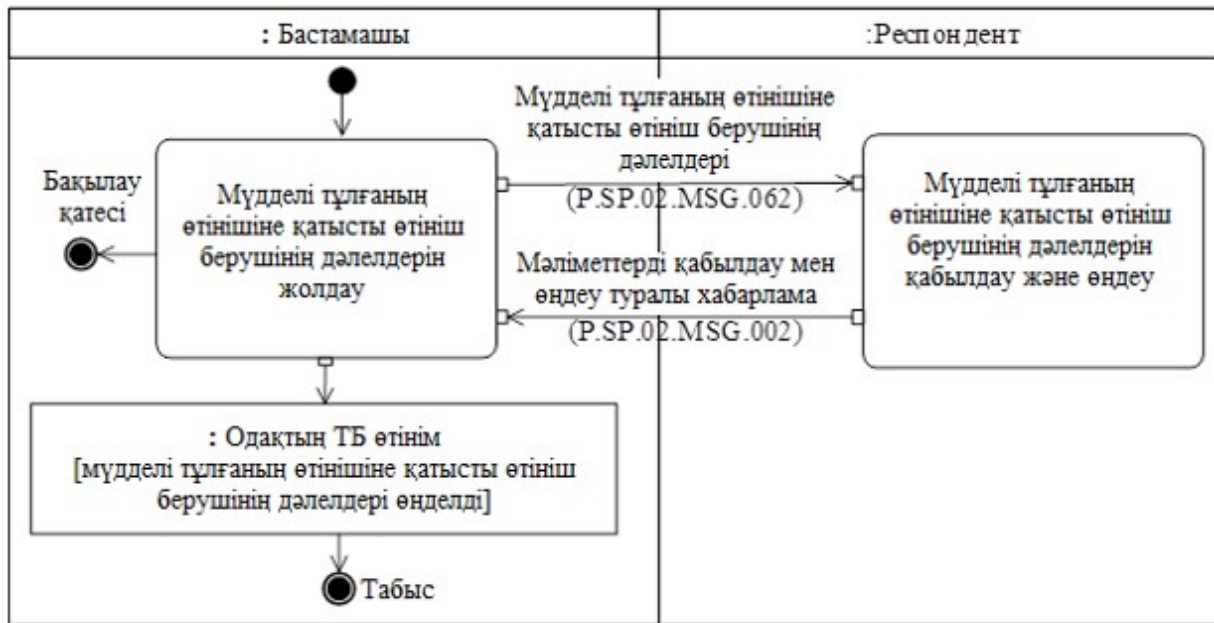 : Бастамашы
:Респондент
Мүдделі тұлғаның өтінішіне
қатысты өтініш берушінің
дәлелдері
(P.SP.02.MSG.062)
Бақылау
қатесі
Мүдделі тұлғаның
өтінішіне қатысты өтініш
берушінің дәлелдерін
жолдау
Мүдделі тұлғаның
өтінішіне қатысты өтініш
берушінің дәлелдерін
қабылдау және өңдеу
Мәліметтерді қабылдау мен
өңдеу туралы хабарлама
(P.SP.02.MSG.002)
: Одақтың ТБ өтінім
[мүдделі тұлғаның өтінішіне қатысты өтініш
берушінің дәлелдері өңделді]
Табыс